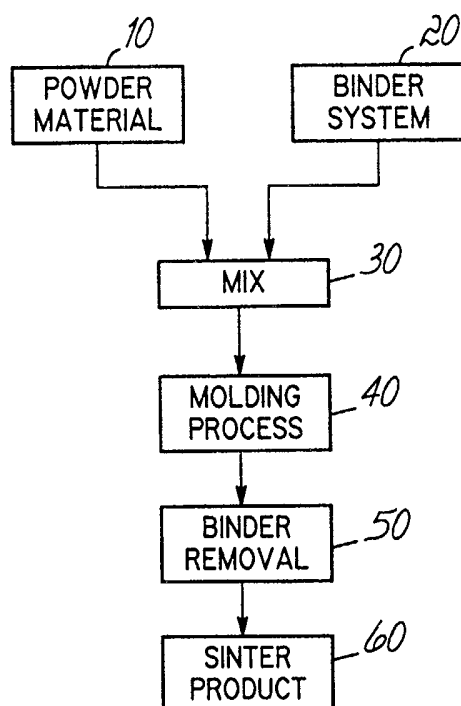 10
20
POWDER
MATERIAL
BINDER
SYSTEM
30
MIX
40
MOLDING
PROCESS
50
BINDER
REMOVAL
60
SINTER
PRODUCT